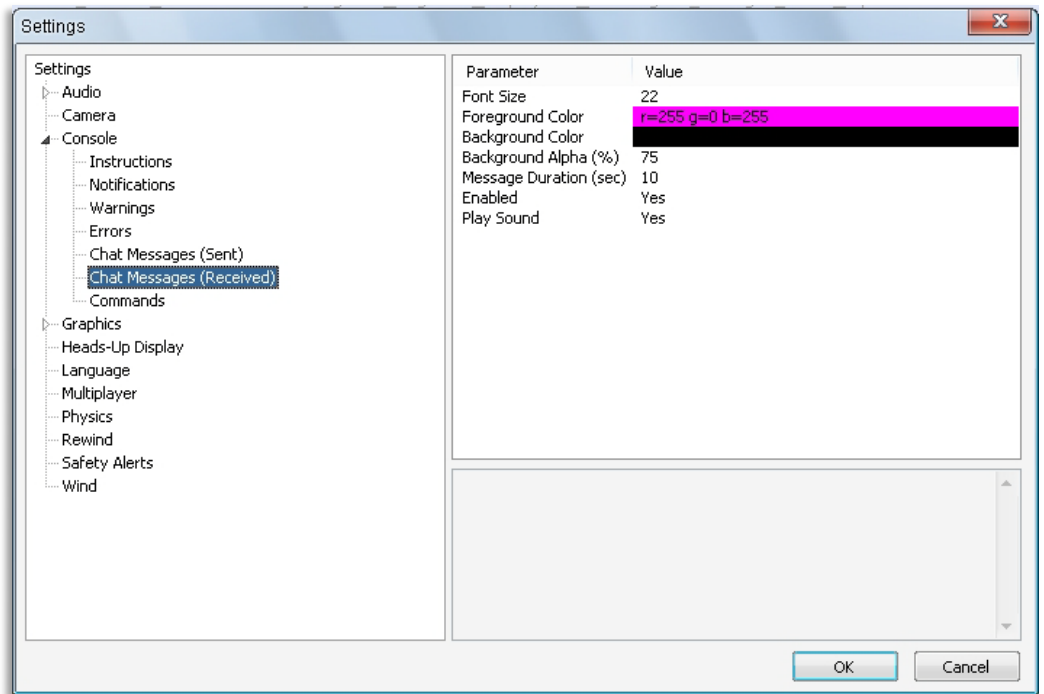 Settings
Settings
Audio
Camera
Console
Instructions
Notifications
Warnings
Errors
Chat Messages (Sent)
Chat Messages (Received)
Commands
Graphics
Heads-Up Display
Language
Multiplayer
Physics
Rewind
Safety Alerts
Wind
Parameter Value
Font Size 22
Foreground Color r=255 g=0 b=255
Background Color
Background Alpha (%) 75
Message Duration (sec) 10
Enabled Yes
Play Sound Yes
OK Cancel